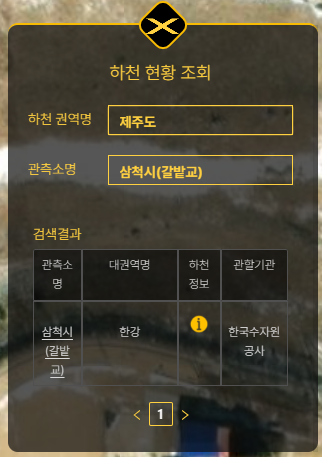 하천 현황 조회
하천 권역명
제주도
관측소명
삼척시(갈밭교)
검색결과
관측소
명
대권역명
하천
정보
관할기관
삼척시
(갈밭
교)
한강
i
한국수자원
공사
< 1 >